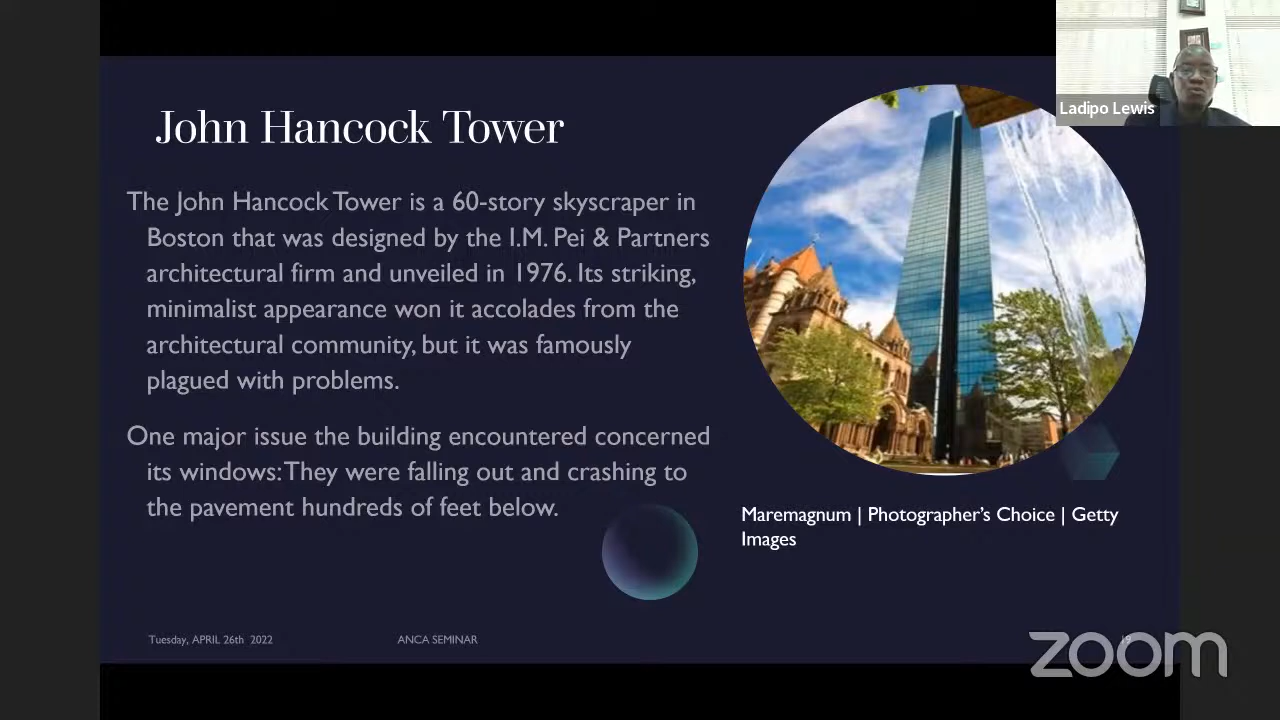 Ladipo Lewis
John Hancock Tower
The John Hancock Tower is a 60-story skyscraper in
Boston that was designed by the I.M. Pei & Partners
architectural firm and unveiled in 1976. Its striking,
minimalist appearance won it accolades from the
architectural community, but it was famously
plagued with problems.
One major issue the building encountered concerned
its windows: They were falling out and crashing to
the pavement hundreds of feet below.
Maremagnum | Photographer's Choice | Getty
Images
Tuesday, APRIL 26th 2022
ANCA SEMINAR
19
zoom